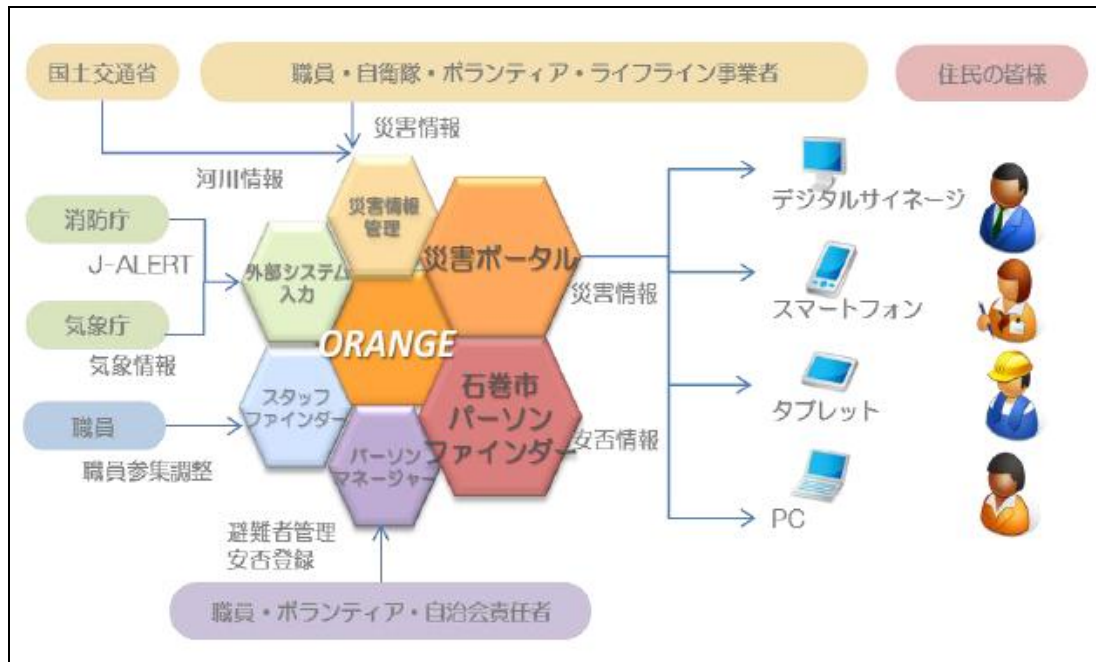 国土交通省
職員・自衛隊・ボランティア・ライフライン事業者
住民の皆様
災害情報
河川情報
消防庁
J-ALERT
気象庁
気象情報
職員
職員参集調整
災害情報
管理
外部システム
入力
災害ポータル
ORANGE
スタッフ
ファインダー
石巻市
パーソン
ファインダー
パーソン
マネージャー
災害情報
安否情報
デジタルサイネージ
スマートフォン
タブレット
PC
避難者管理
安否登録
職員・ボランティア・自治会責任者